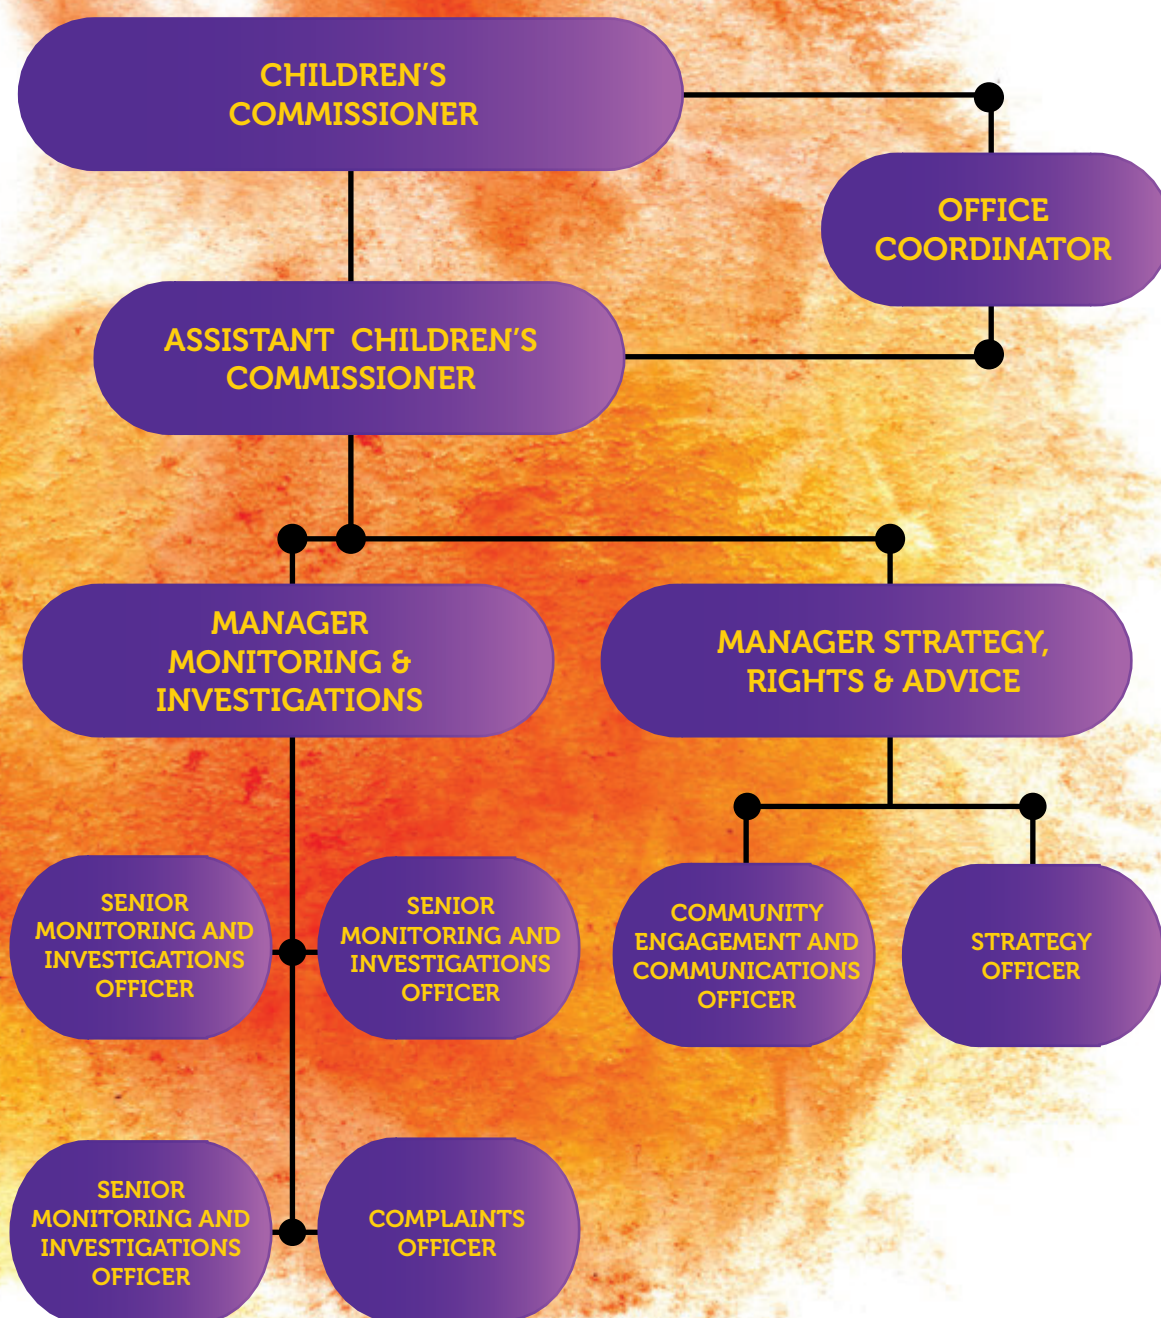 CHILDREN'S
COMMISSIONER
OFFICE
COORDINATOR
ASSISTANT CHILDREN'S
COMMISSIONER
MANAGER
MONITORING &
INVESTIGATIONS
MANAGER STRATEGY,
RIGHTS & ADVICE
SENIOR
MONITORING AND
INVESTIGATIONS
OFFICER
SENIOR
MONITORING AND
INVESTIGATIONS
OFFICER
COMMUNITY
ENGAGEMENT AND
COMMUNICATIONS
OFFICER
STRATEGY
OFFICER
SENIOR
MONITORING AND
INVESTIGATIONS
OFFICER
COMPLAINTS
OFFICER